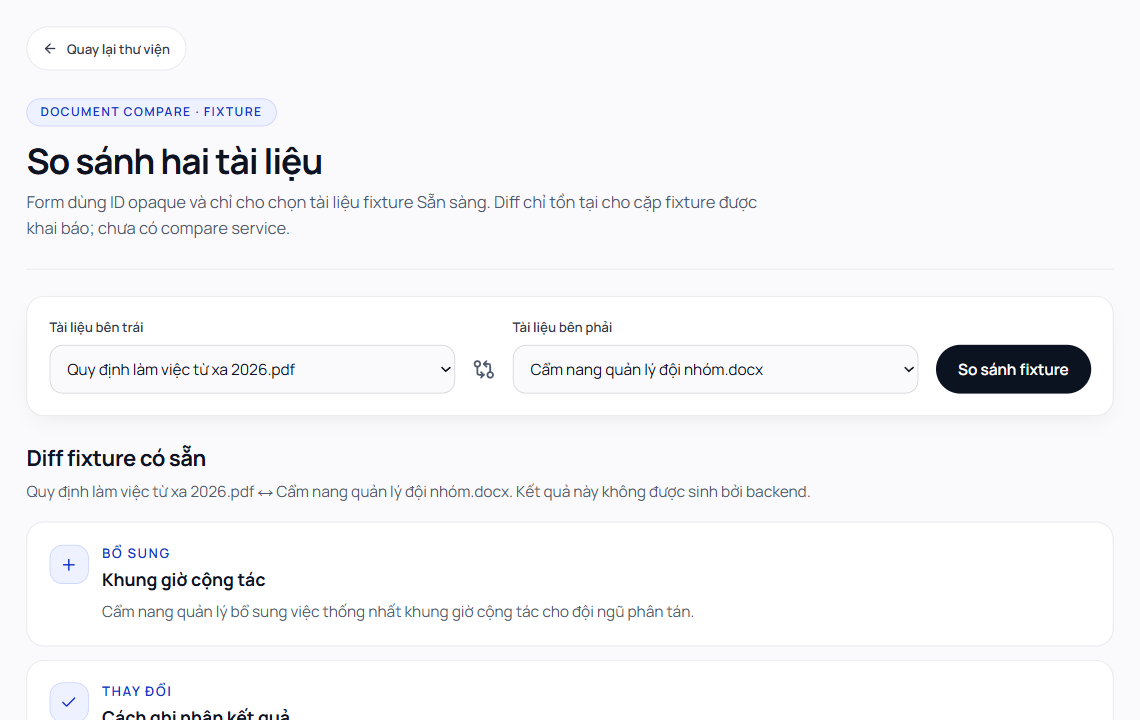 Quay lại thư viện
DOCUMENT COMPARE · FIXTURE
So sánh hai tài liệu
Form dùng ID opaque và chỉ cho chọn tài liệu fixture Sẵn sàng. Diff chỉ tồn tại cho cặp fixture được
khai báo; chưa có compare service.
Tài liệu bên trái
Tài liệu bên phải
Quy định làm việc từ xa 2026.pdf
Cẩm nang quản lý đội nhóm.docx
So sánh fixture
Diff fixture có sẵn
Quy định làm việc từ xa 2026.pdf ↔ Cẩm nang quản lý đội nhóm.docx. Kết quả này không được sinh bởi backend.
BỔ SUNG
Khung giờ cộng tác
Cẩm nang quản lý bổ sung việc thống nhất khung giờ cộng tác cho đội ngũ phân tán.
THAY ĐỔI
Cách ghi nhận kết quả